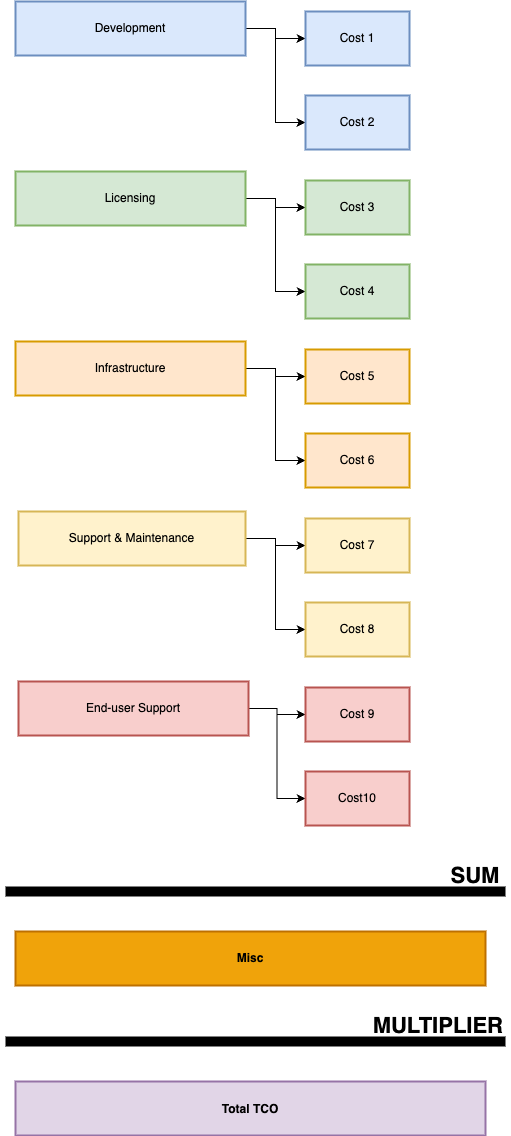 Development
Cost 1
Cost 2
Licensing
Cost 3
Cost 4
Infrastructure
Cost 5
Cost 6
Support & Maintenance
Cost 7
Cost 8
End-user Support
Cost 9
Cost10
SUM
Misc
MULTIPLIER
Total TCO